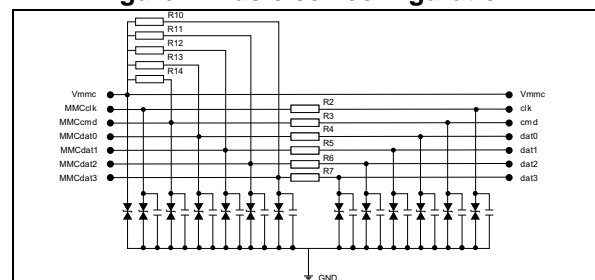 R10
R11
R12
R13
R14
Vmmc Vmmc
MMCclk R2 clk
MMCcmd R3 cmd
MMCdat0 R4 dat0
MMCdat1 R5 dat1
MMCdat2 R6 dat2
MMCdat3 R7 dat3
GND